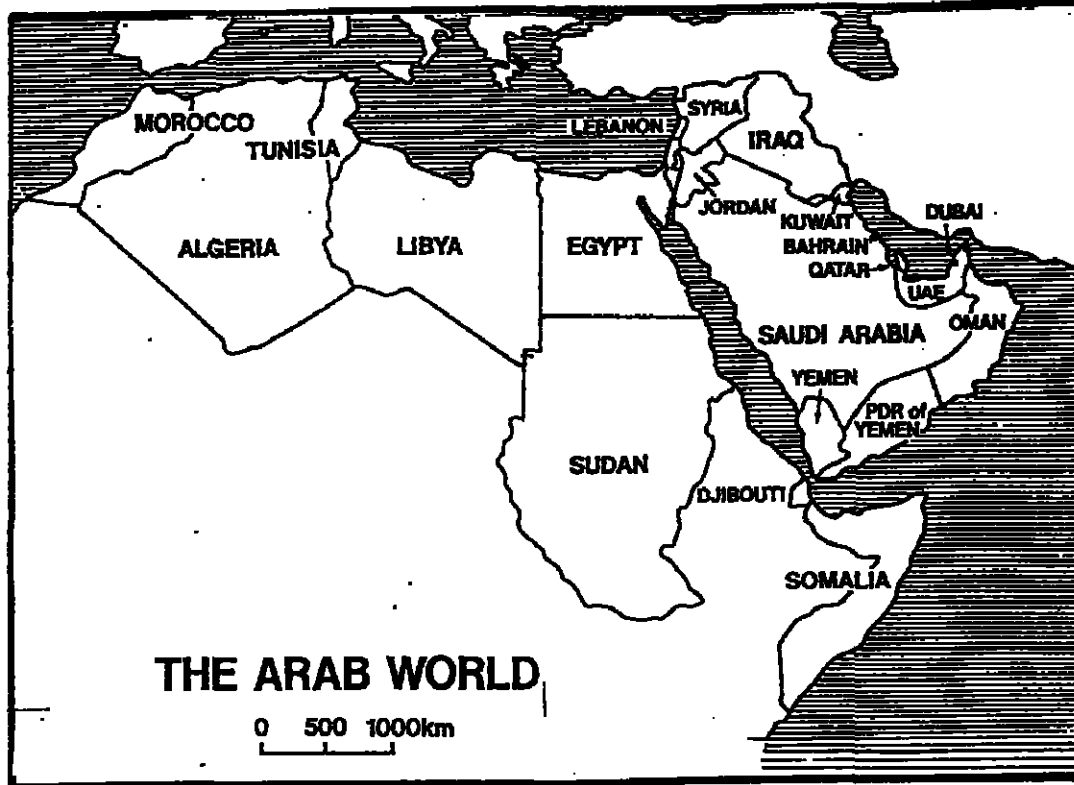 SYRIA
LEBANON
MOROCCO
IRAQ
TUNISIA
JORDAN
KUWAIT
DUBAI
BAHRAIN
ALGERIA
LIBYA
EGYPT
QATAR
UAE
SAUDI ARABIA
OMAN
YEMEN
PDR of
YEMEN
SUDAN
DJIBOUTI
SOMALIA
THE ARAB WORLD
0 500 1000km